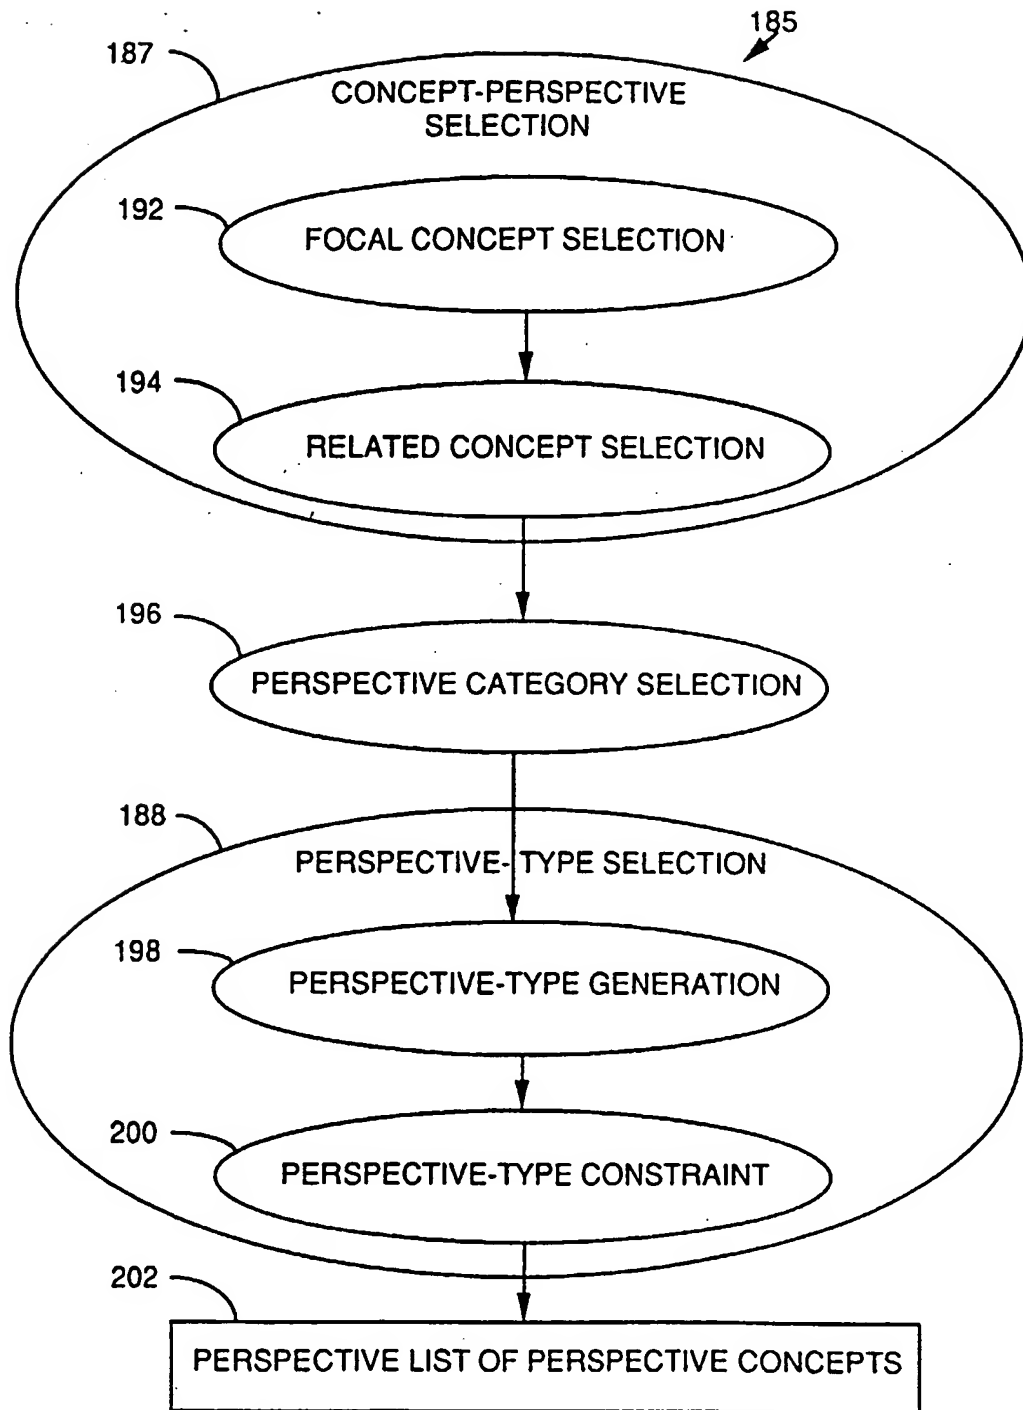 185
187
CONCEPT-PERSPECTIVE
SELECTION
192
FOCAL CONCEPT SELECTION
194
RELATED CONCEPT SELECTION
196
PERSPECTIVE CATEGORY SELECTION
188
PERSPECTIVE- TYPE SELECTION
198
PERSPECTIVE-TYPE GENERATION
200
PERSPECTIVE-TYPE CONSTRAINT
202
PERSPECTIVE LIST OF PERSPECTIVE CONCEPTS